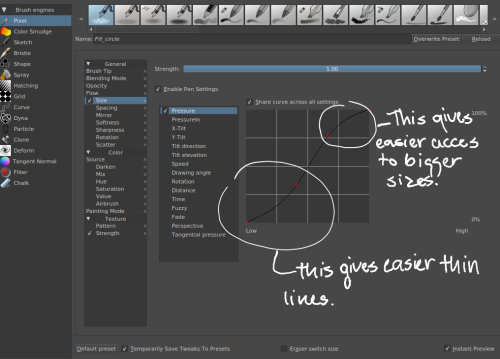 Brush engines
Pixel
Color Smudge
Sketch
Bristle
Shape
Spray
Hatching
Grid
Curve
Dyna
Particle
Clone
Deform
Tangent Normal
Filter
Chalk
Name: Fill_circle
Overwrite Preset
Reload
General
Brush Tip
Blending Mode
Opacity
Flow
Size
Spacing
Mirror
Softness
Sharpness
Rotation
Scatter
Color
Source
Darken
Mix
Hue
Saturation
Value
Airbrush
Painting Mode
Texture
Pattern
Strength
Strength: 1.00
Enable Pen Settings
Pressure
PressureIn
X-Tilt
Y-Tilt
Tilt direction
Tilt elevation
Speed
Drawing angle
Rotation
Distance
Time
Fuzzy
Fade
Perspective
Tangential pressure
Share curve across all settings
100%
0%
Low
High
This gives
easier acces
to bigger
sizes.
this gives easier thin
lines.
Default preset
Temporarily Save Tweaks To Presets
Eraser switch size
Instant Preview